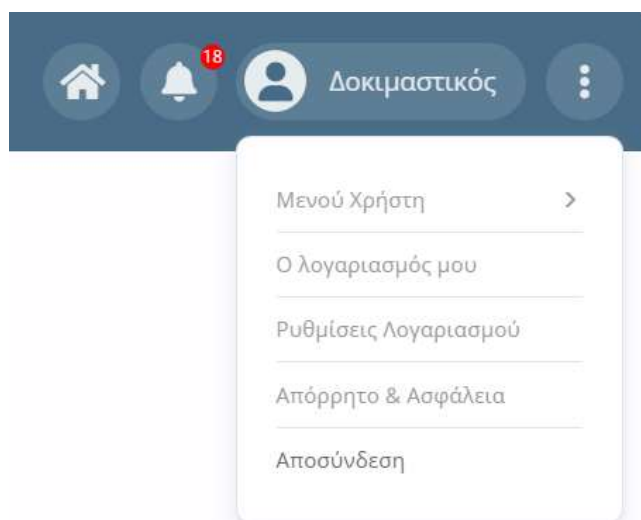 18
Δοκιμαστικός
Μενού Χρήστη
Ο λογαριασμός μου
Ρυθμίσεις Λογαριασμού
Απόρρητο & Ασφάλεια
Αποσύνδεση